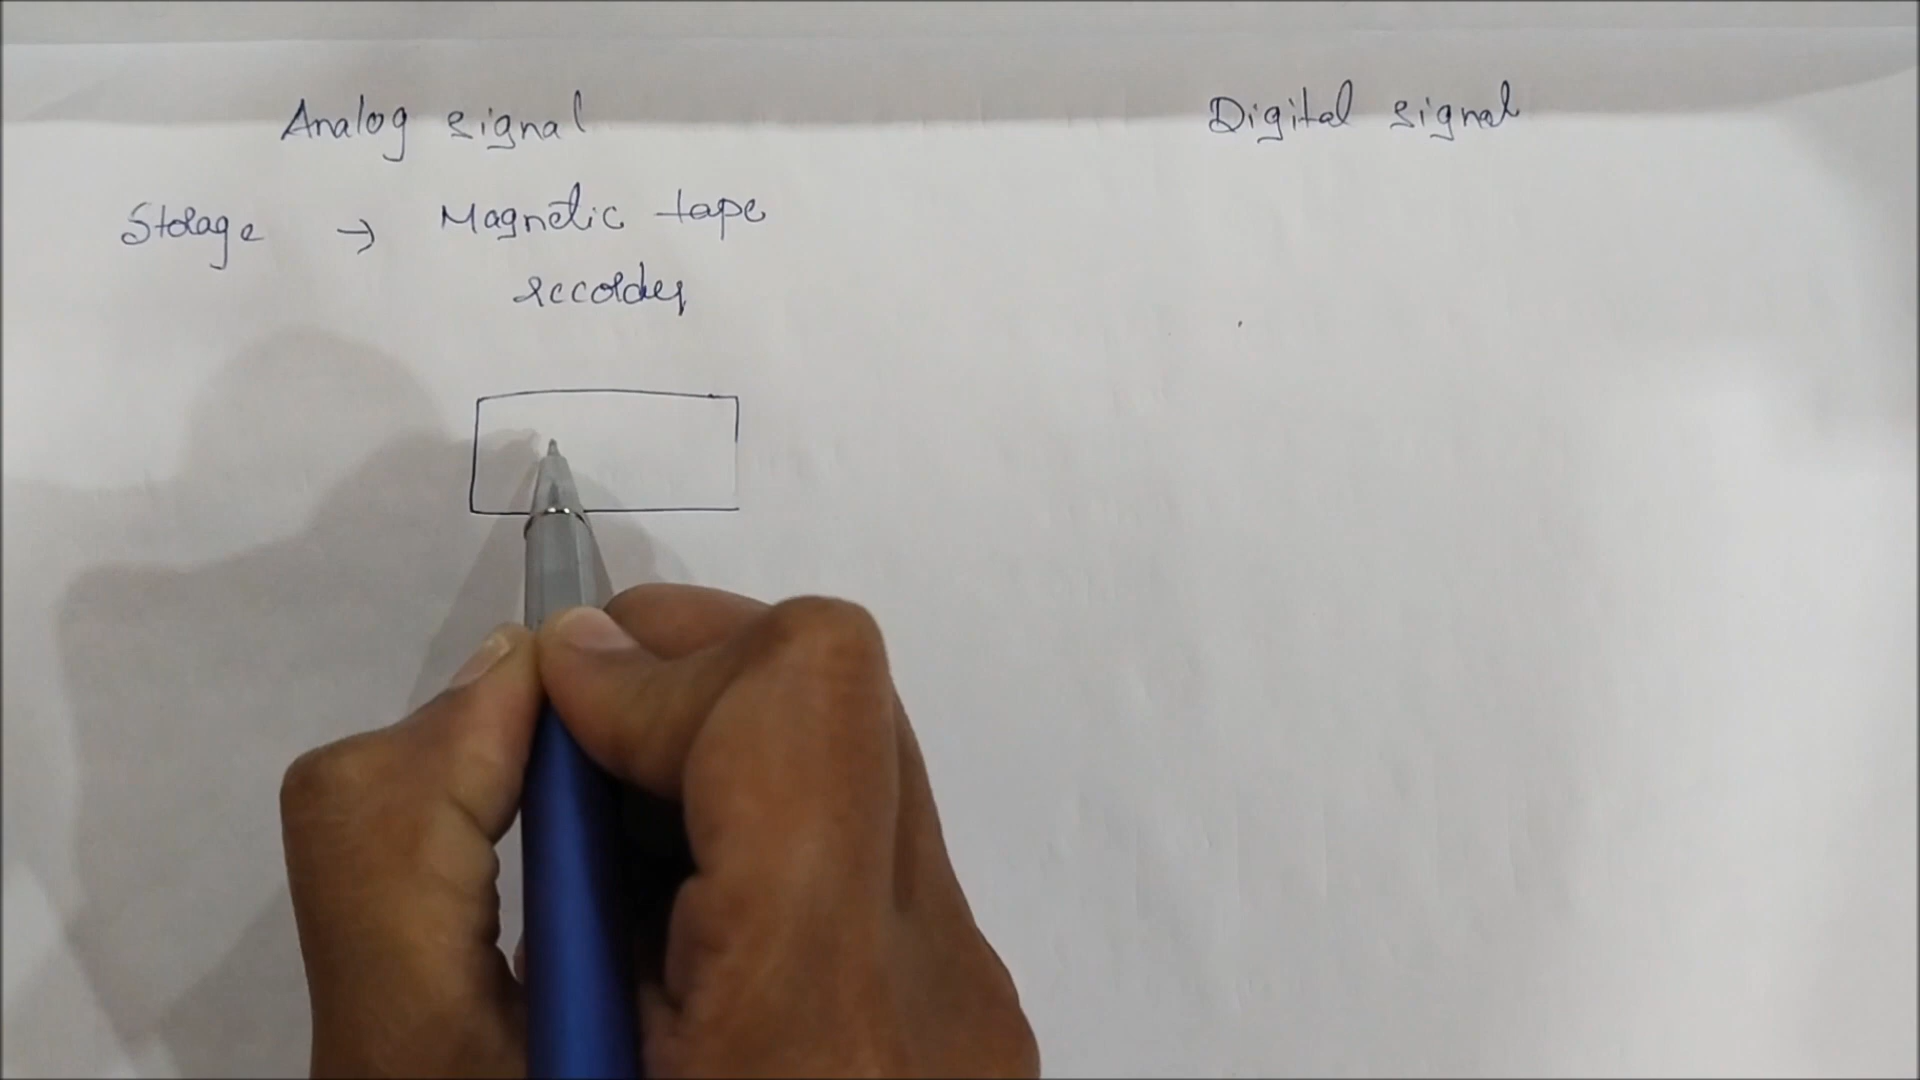 Analog signal
Digital signal
Storage → Magnetic tape
recorder